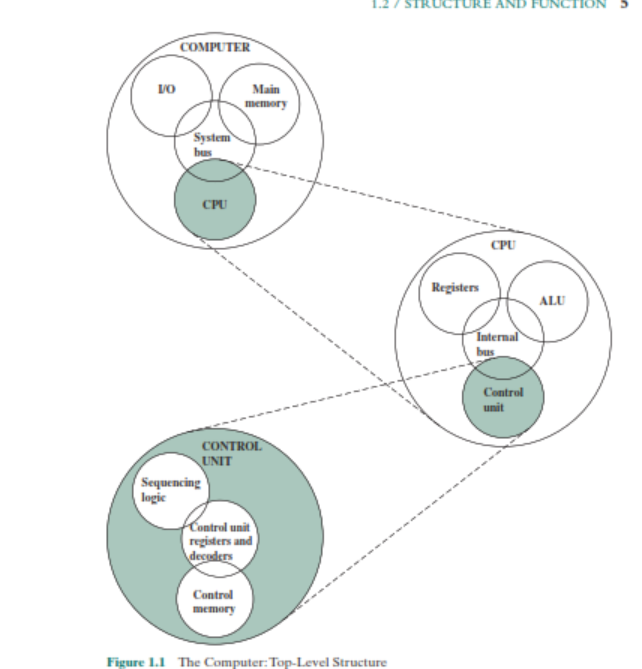 1.2 / STRUCTURE AND FUNCTION 5
COMPUTER
I/O
Main
memory
System
bus
CPU
CPU
Registers
ALU
Internal
bus
Control
unit
CONTROL
UNIT
Sequencing
logic
Control unit
registers and
decoders
Control
memory
Figure 1.1 The Computer: Top-Level Structure